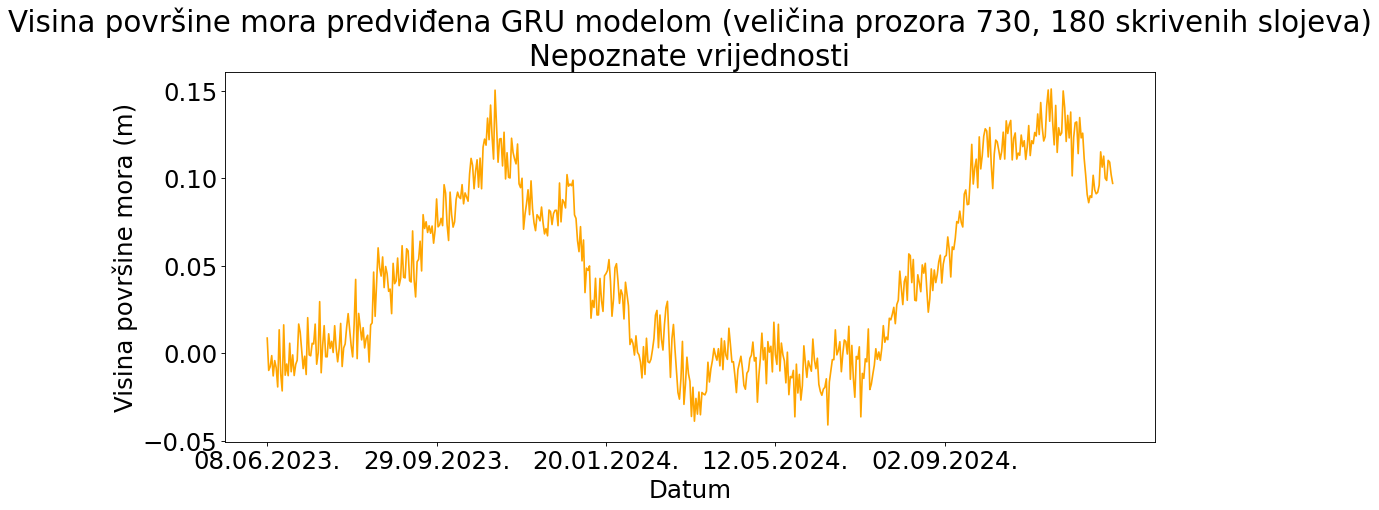 Visina površine mora predviđena GRU modelom (veličina prozora 730, 180 skrivenih slojeva)
Nepoznate vrijednosti
Visina površine mora (m)
0.15
0.10
0.05
0.00
−0.05
08.06.2023. 29.09.2023. 20.01.2024. 12.05.2024. 02.09.2024.
Datum